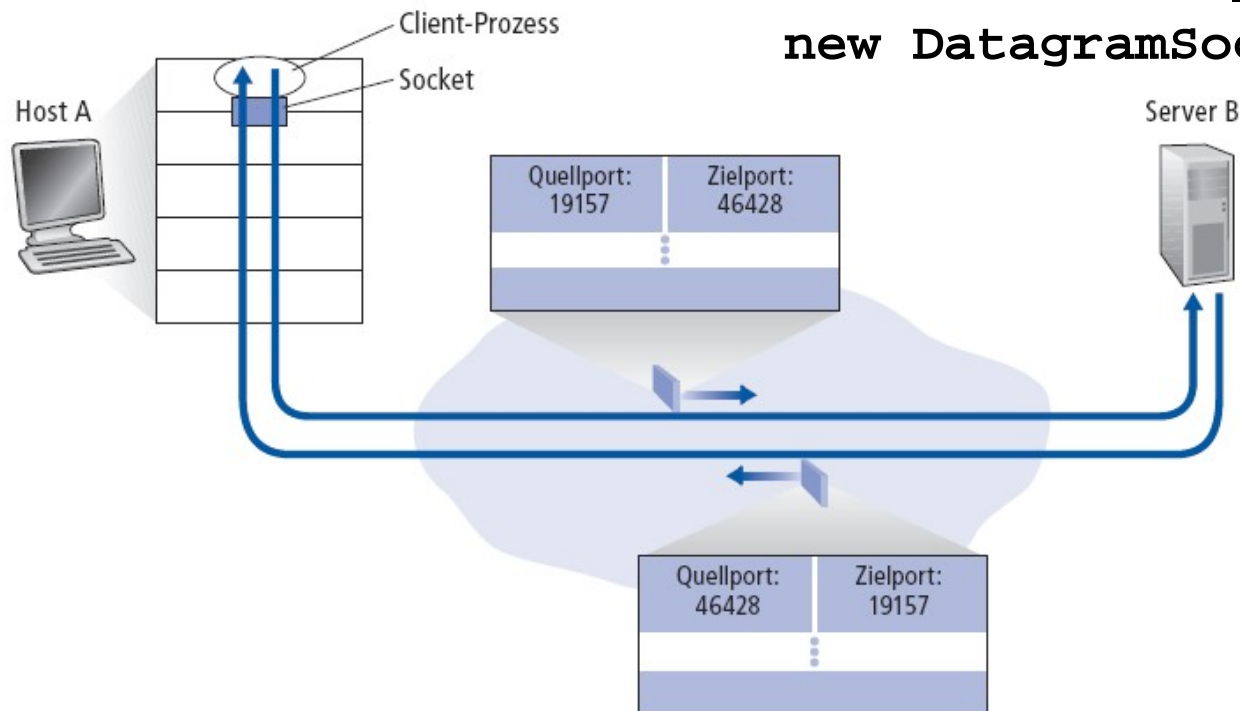 Client-Prozess
new DatagramSoc
Socket
Host A
Server B
Quellport:
19157
Zielport:
46428
Quellport:
46428
Zielport:
19157